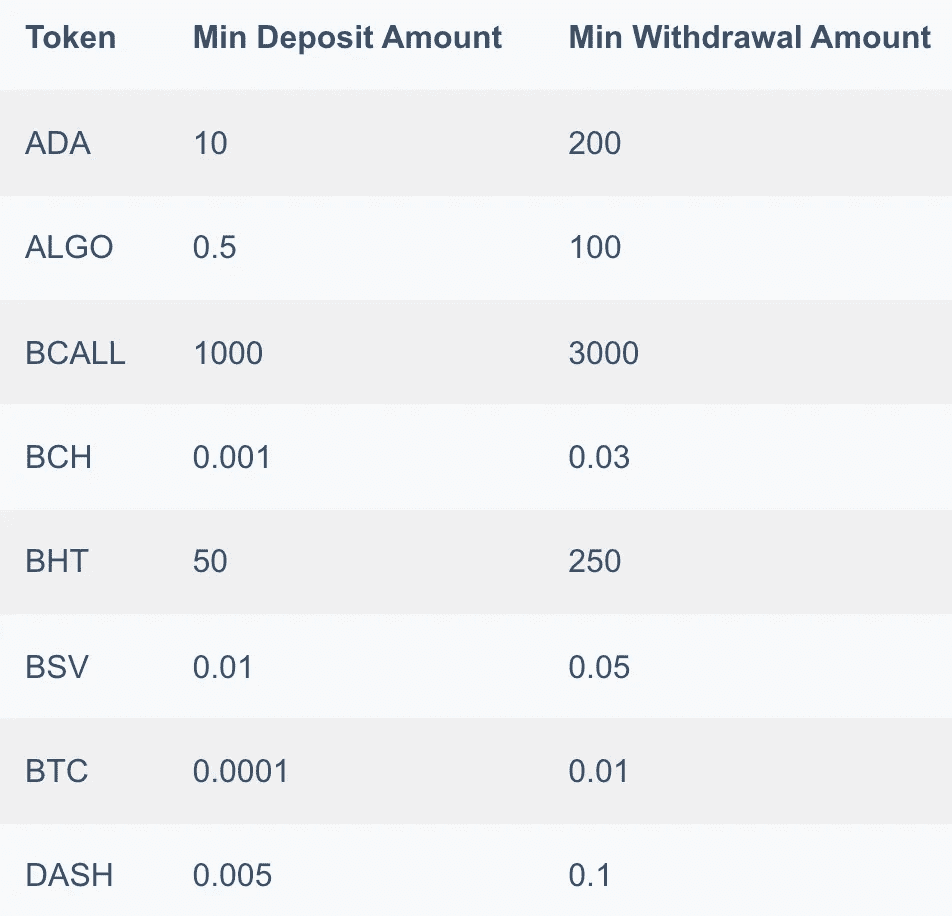 Token Min Deposit Amount Min Withdrawal Amount
ADA 10 200
ALGO 0.5 100
BCALL 1000 3000
BCH 0.001 0.03
BHT 50 250
BSV 0.01 0.05
BTC 0.0001 0.01
DASH 0.005 0.1